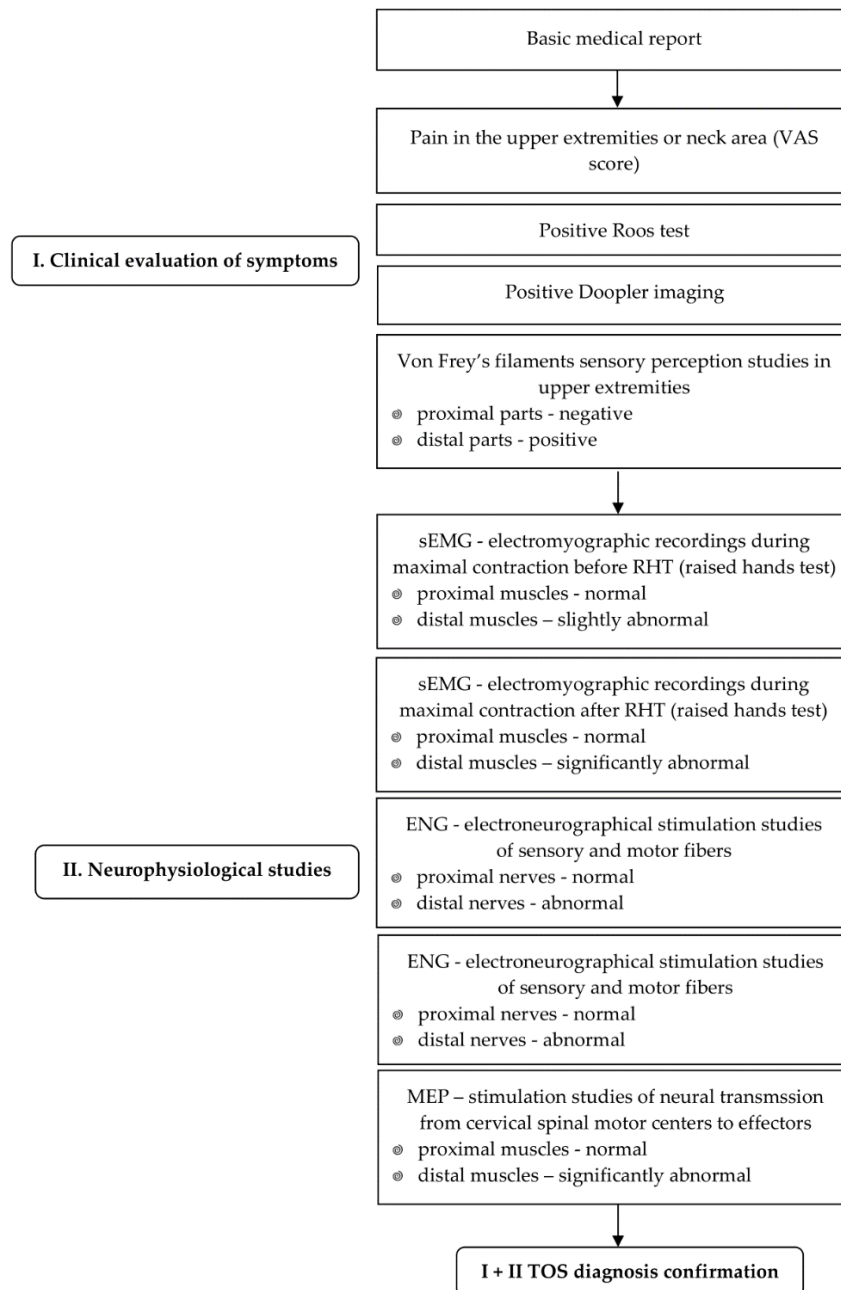 Basic medical report
Pain in the upper extremities or neck area (VAS
score)
Positive Roos test
I. Clinical evaluation of symptoms
Positive Doopler imaging
Von Frey’s filaments sensory perception studies in
upper extremities
proximal parts - negative
distal parts - positive
sEMG - electromyographic recordings during
maximal contraction before RHT (raised hands test)
proximal muscles - normal
distal muscles – slightly abnormal
sEMG - electromyographic recordings during
maximal contraction after RHT (raised hands test)
proximal muscles - normal
distal muscles – significantly abnormal
ENG - electroneurographical stimulation studies
of sensory and motor fibers
II. Neurophysiological studies
proximal nerves - normal
distal nerves - abnormal
ENG - electroneurographical stimulation studies
of sensory and motor fibers
proximal nerves - normal
distal nerves - abnormal
MEP – stimulation studies of neural transmssion
from cervical spinal motor centers to effectors
proximal muscles - normal
distal muscles – significantly abnormal
I + II TOS diagnosis confirmation